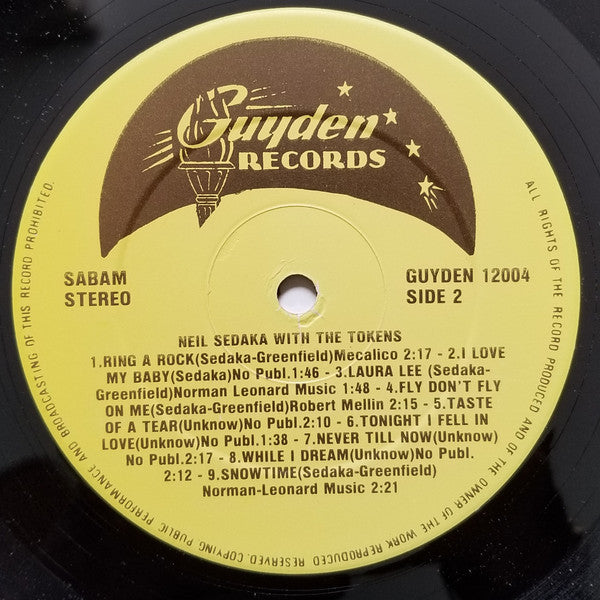 Guyden
RECORDS
SABAM
STEREO
GUYDEN 12004
SIDE 2
NEIL SEDAKA WITH THE TOKENS
1.RING A ROCK(Sedaka-Greenfield)Mecalico 2:17 - 2.I LOVE
MY BABY(Sedaka)No Publ.1:46 - 3.LAURA LEE (Sedaka-
Greenfield)Norman Leonard Music 1:48 - 4.FLY DON'T FLY
ON ME(Sedaka-Greenfield)Robert Mellin 2:15 - 5.TASTE
OF A TEAR(Unknow)No Publ.2:10 - 6.TONIGHT I FELL IN
LOVE(Unknow)No Publ.1:38 - 7.NEVER TILL NOW(Unknow)
No Publ.2:17 - 8.WHILE I DREAM(Unknow)No Publ.
2:12 - 9.SNOWTIME(Sedaka-Greenfield)
Norman-Leonard Music 2:21
ALL RIGHTS OF THE RECORD PRODUCED AND OF THE OWNER OF THE WORK REPRODUCED RESERVED. COPYING PUBLIC PERFORMANCE AND BROADCASTING OF THIS RECORD PROHIBITED.